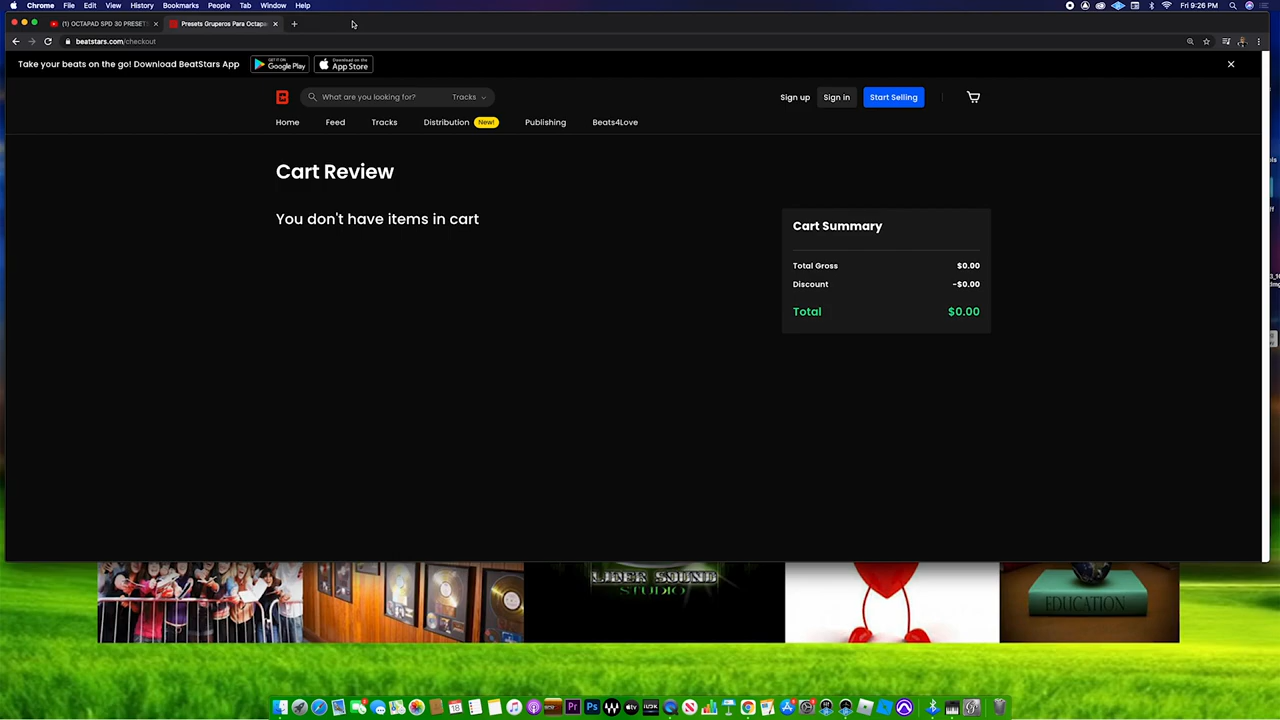 Chrome File Edit View History Bookmarks People Tab Window Help
Fri 9:26 PM
(1) OCTAPAD SPD 30 PRESET
Presets Gruperos Para Octapa
beatstars.com/checkout
Take your beats on the go! Download BeatStars App
GET IT ON
Google Play
Download on the
App Store
What are you looking for? Tracks
Sign up Sign in Start Selling
Home Feed Tracks Distribution New! Publishing Beats4Love
Cart Review
You don't have items in cart
Cart Summary
Total Gross $0.00
Discount -$0.00
Total $0.00
SOUND
STUDIO
EDUCATION